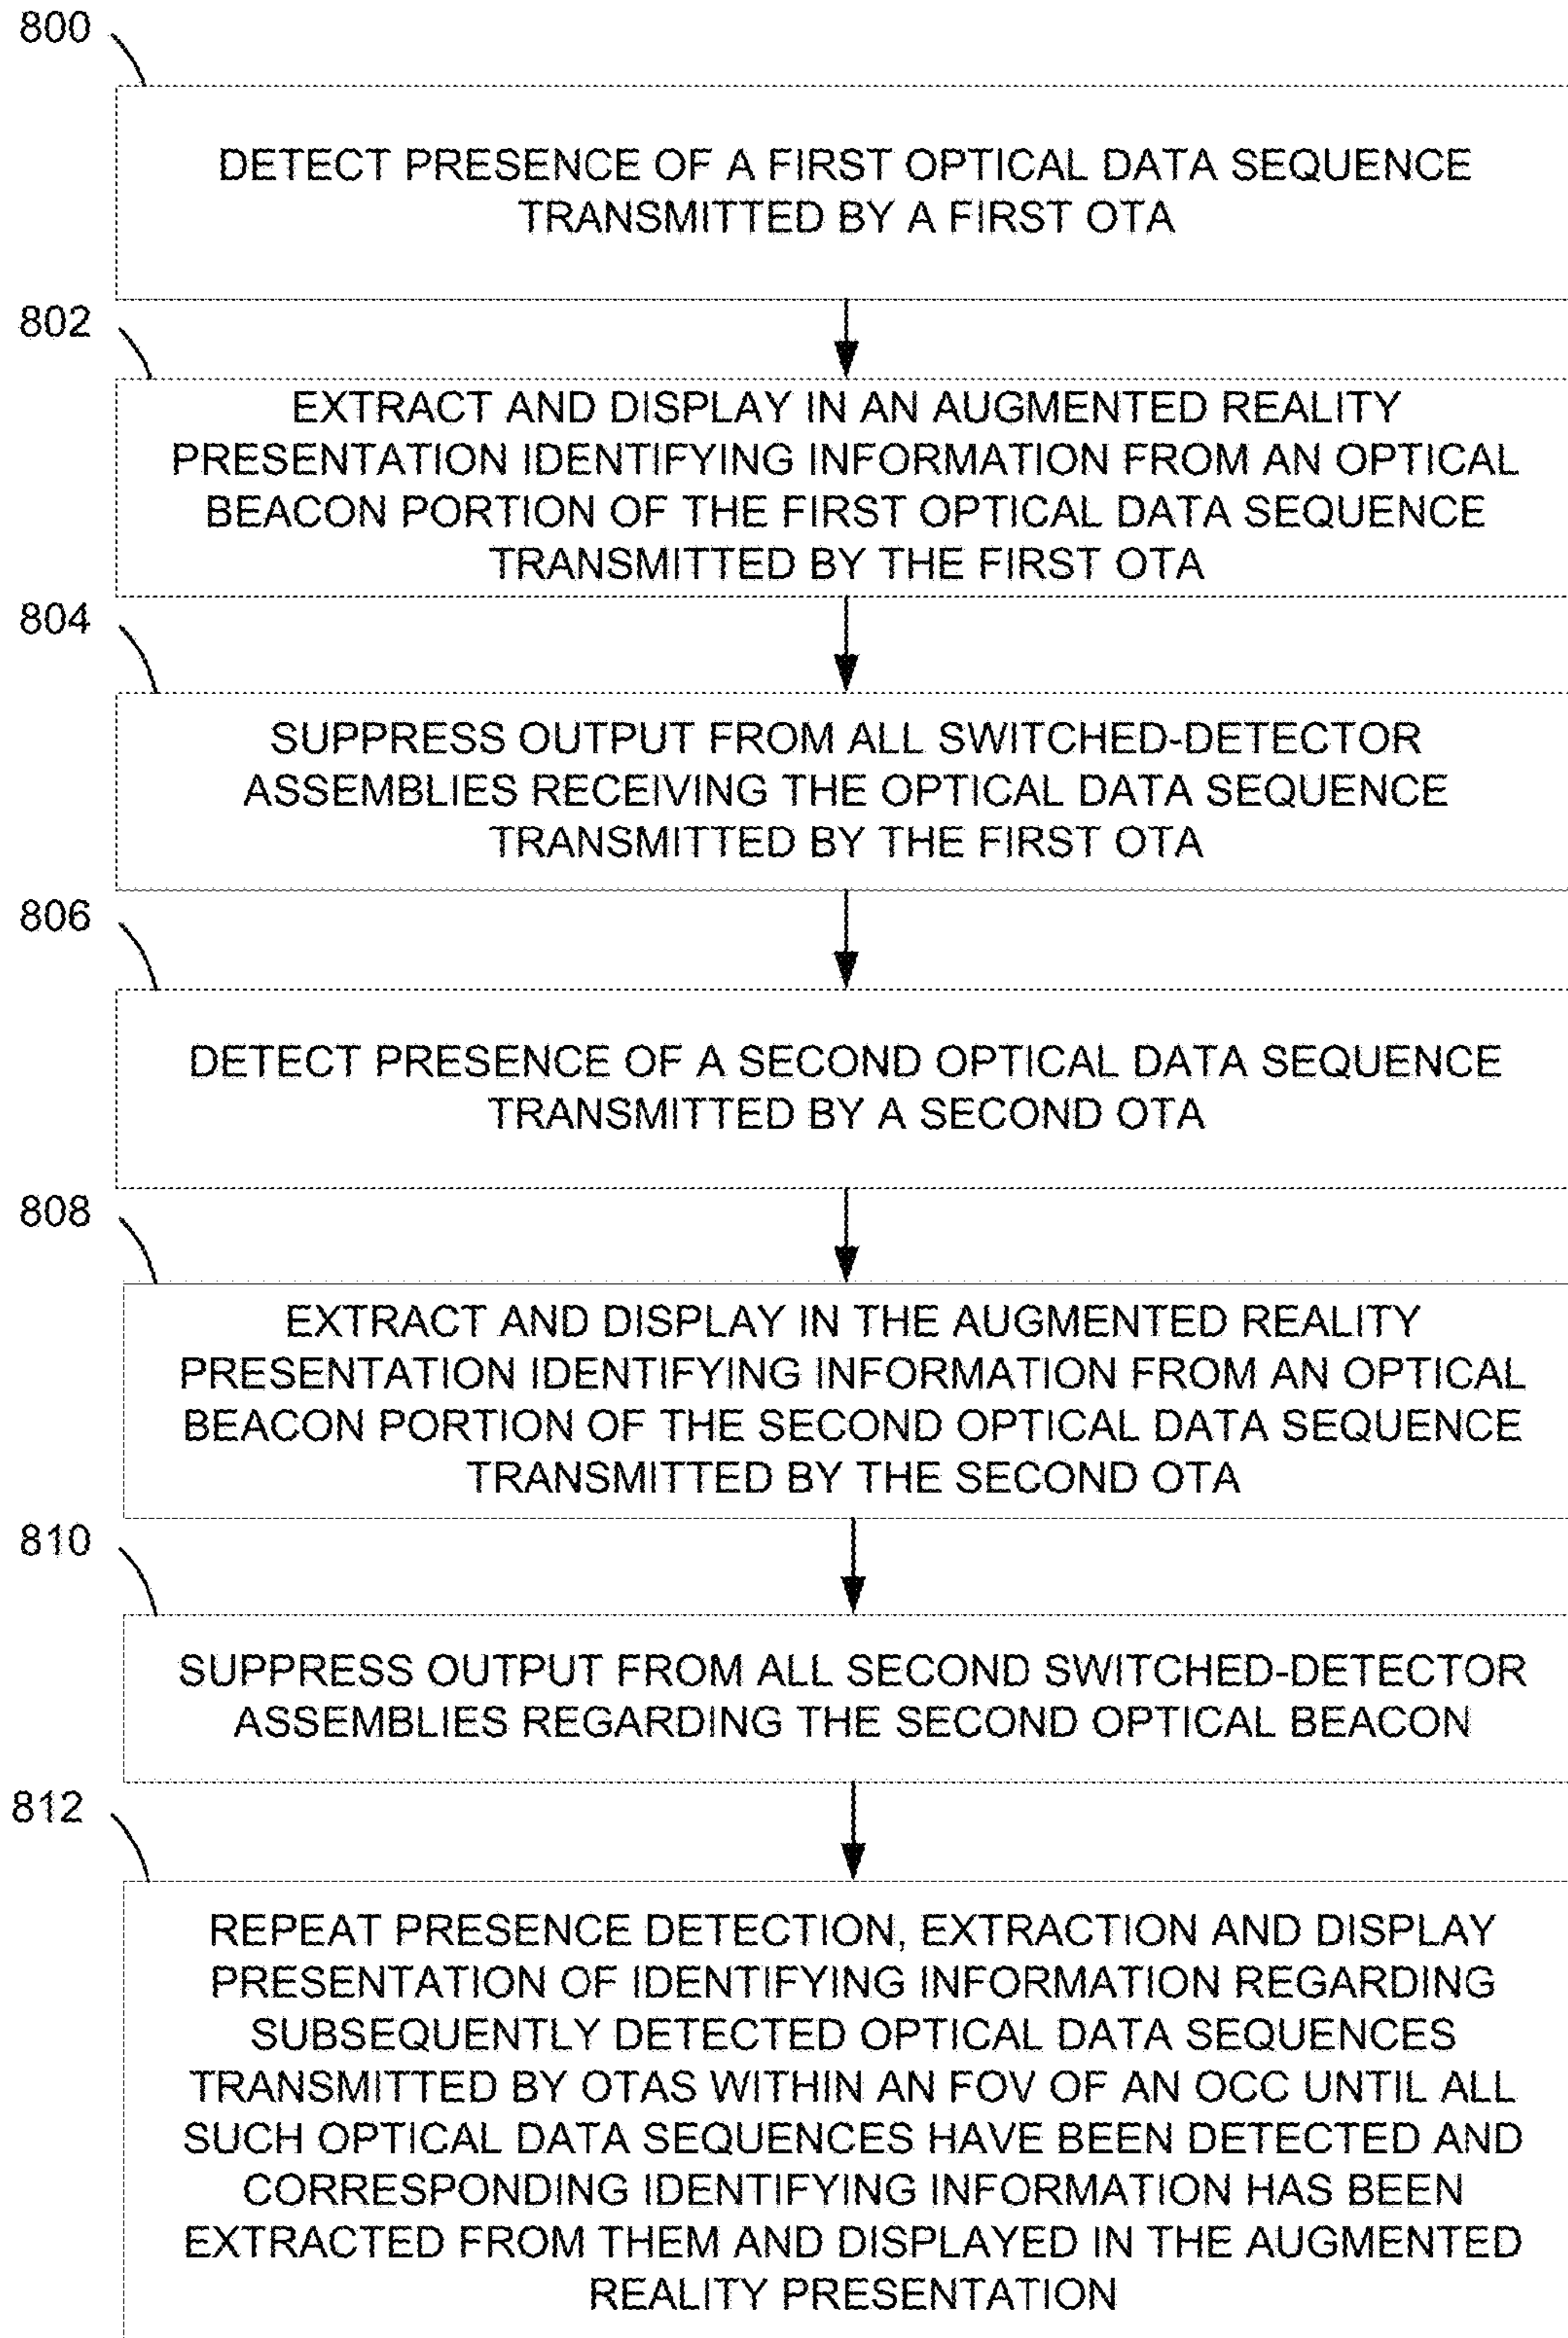 800
DETECT PRESENCE OF A FIRST OPTICAL DATA SEQUENCE
TRANSMITTED BY A FIRST OTA
802
EXTRACT AND DISPLAY IN AN AUGMENTED REALITY
PRESENTATION IDENTIFYING INFORMATION FROM AN OPTICAL
BEACON PORTION OF THE FIRST OPTICAL DATA SEQUENCE
TRANSMITTED BY THE FIRST OTA
804
SUPPRESS OUTPUT FROM ALL SWITCHED-DETECTOR
ASSEMBLIES RECEIVING THE OPTICAL DATA SEQUENCE
TRANSMITTED BY THE FIRST OTA
806
DETECT PRESENCE OF A SECOND OPTICAL DATA SEQUENCE
TRANSMITTED BY A SECOND OTA
808
EXTRACT AND DISPLAY IN THE AUGMENTED REALITY
PRESENTATION IDENTIFYING INFORMATION FROM AN OPTICAL
BEACON PORTION OF THE SECOND OPTICAL DATA SEQUENCE
TRANSMITTED BY THE SECOND OTA
810
SUPPRESS OUTPUT FROM ALL SECOND SWITCHED-DETECTOR
ASSEMBLIES REGARDING THE SECOND OPTICAL BEACON
812
REPEAT PRESENCE DETECTION, EXTRACTION AND DISPLAY
PRESENTATION OF IDENTIFYING INFORMATION REGARDING
SUBSEQUENTLY DETECTED OPTICAL DATA SEQUENCES
TRANSMITTED BY OTAS WITHIN AN FOV OF AN OCC UNTIL ALL
SUCH OPTICAL DATA SEQUENCES HAVE BEEN DETECTED AND
CORRESPONDING IDENTIFYING INFORMATION HAS BEEN
EXTRACTED FROM THEM AND DISPLAYED IN THE AUGMENTED
REALITY PRESENTATION